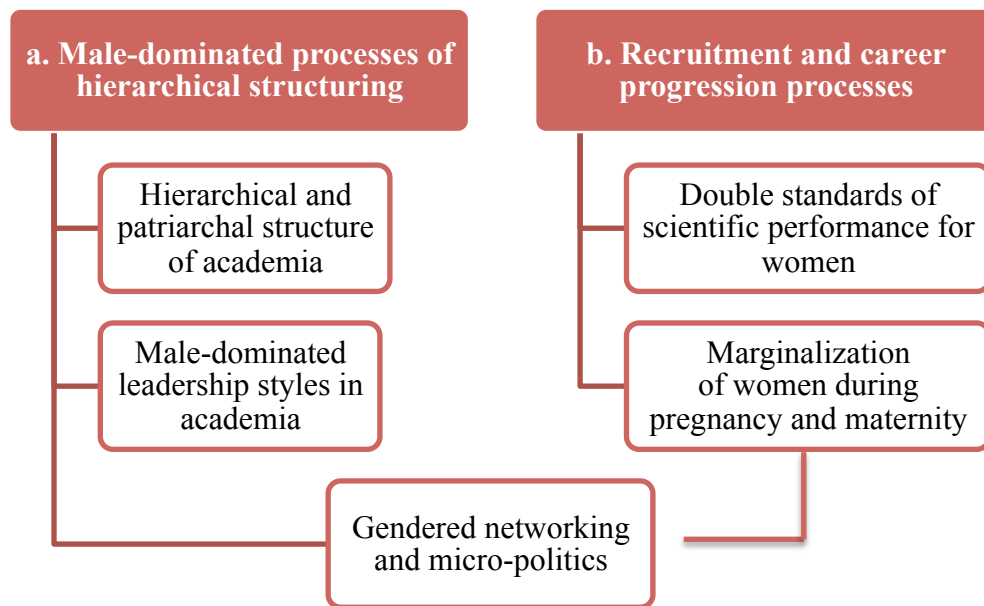 a. Male-dominated processes of
hierarchical structuring
Hierarchical and
patriarchal structure
of academia
Male-dominated
leadership styles in
academia
b. Recruitment and career
progression processes
Double standards of
scientific performance for
women
Marginalization
of women during
pregnancy and maternity
Gendered networking
and micro-politics